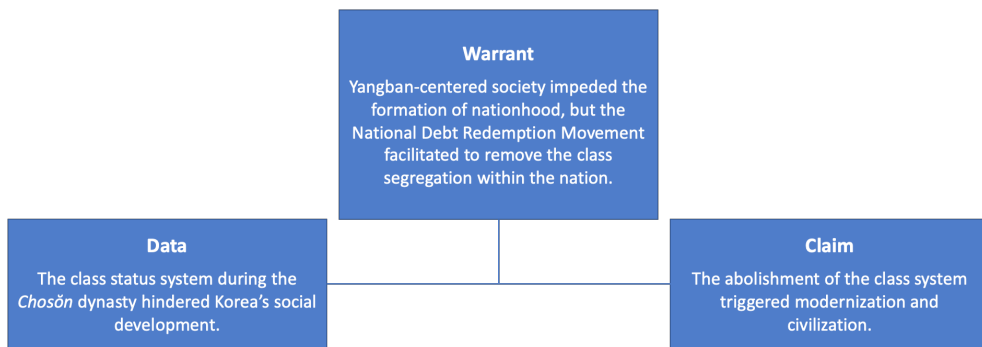 Warrant
Yangban-centered society impeded the
formation of nationhood, but the
National Debt Redemption Movement
facilitated to remove the class
segregation within the nation.
Data
The class status system during the
Chosŏn dynasty hindered Korea's social
development.
Claim
The abolishment of the class system
triggered modernization and
civilization.